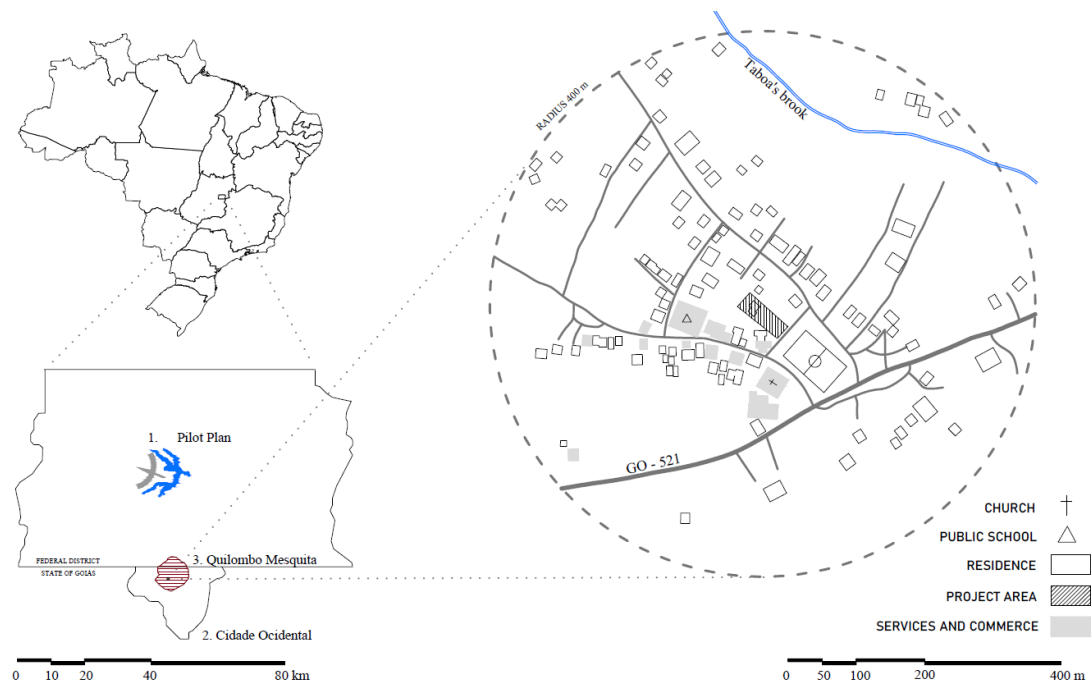 RADIUS 400 m
Taboa's brook
GO - 521
1. Pilot Plan
FEDERAL DISTRICT
STATE OF GOIÁS
3. Quilombo Mesquita
2. Cidade Ocidental
0 10 20 40 80 km
CHURCH
PUBLIC SCHOOL
RESIDENCE
PROJECT AREA
SERVICES AND COMMERCE
0 50 100 200 400 m